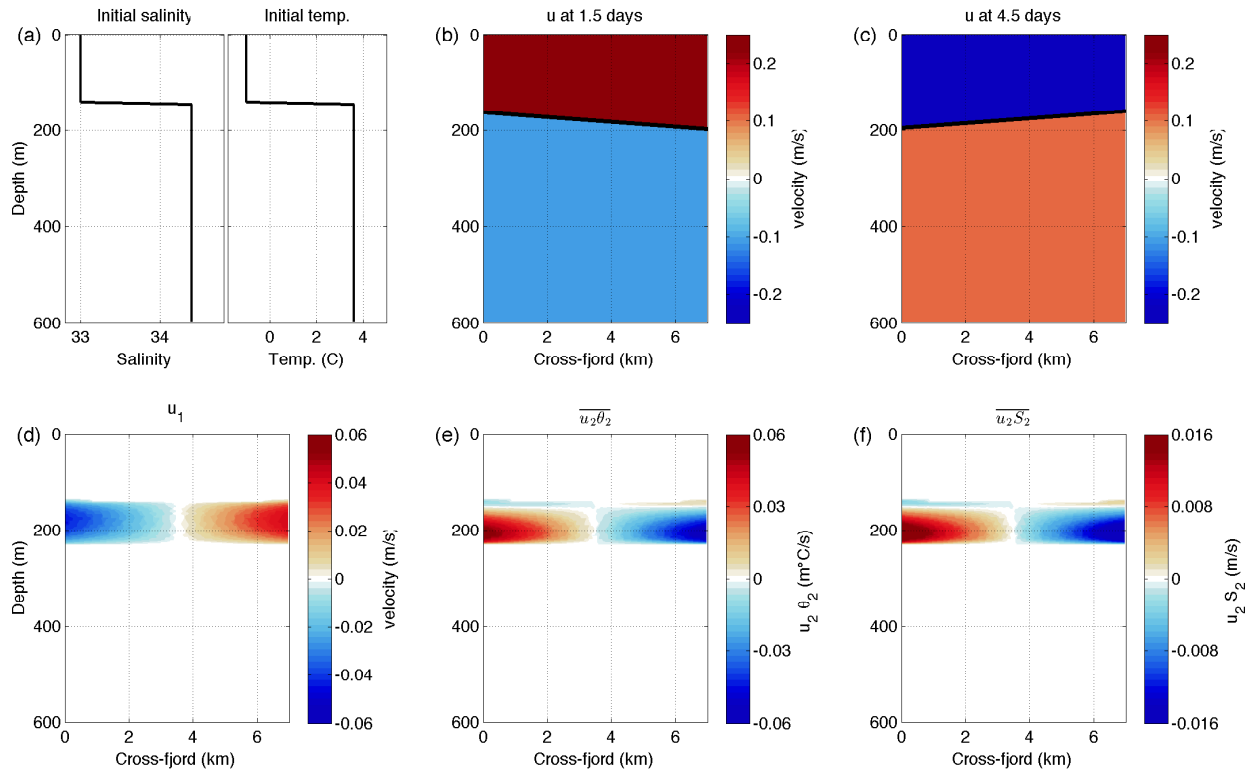 Initial salinity
Initial temp.
u at 1.5 days
u at 4.5 days
(a)
(b)
(c)
0
200
400
600
Depth (m)
33 34
Salinity
0 2 4
Temp. (C)
0
200
400
600
0 2 4 6
Cross-fjord (km)
0.2
0.1
0
-0.1
-0.2
velocity (m/s)
0
200
400
600
0 2 4 6
Cross-fjord (km)
0.2
0.1
0
-0.1
-0.2
velocity (m/s)
u1
u2θ2
u2S2
(d)
(e)
(f)
0
200
400
600
Depth (m)
0 2 4 6
Cross-fjord (km)
0.06
0.04
0.02
0
-0.02
-0.04
-0.06
velocity (m/s)
0
200
400
600
0 2 4 6
Cross-fjord (km)
0.06
0.03
0
-0.03
-0.06
u2 θ2 (m°C/s)
0
200
400
600
0 2 4 6
Cross-fjord (km)
0.016
0.008
0
-0.008
-0.016
u2 S2 (m/s)